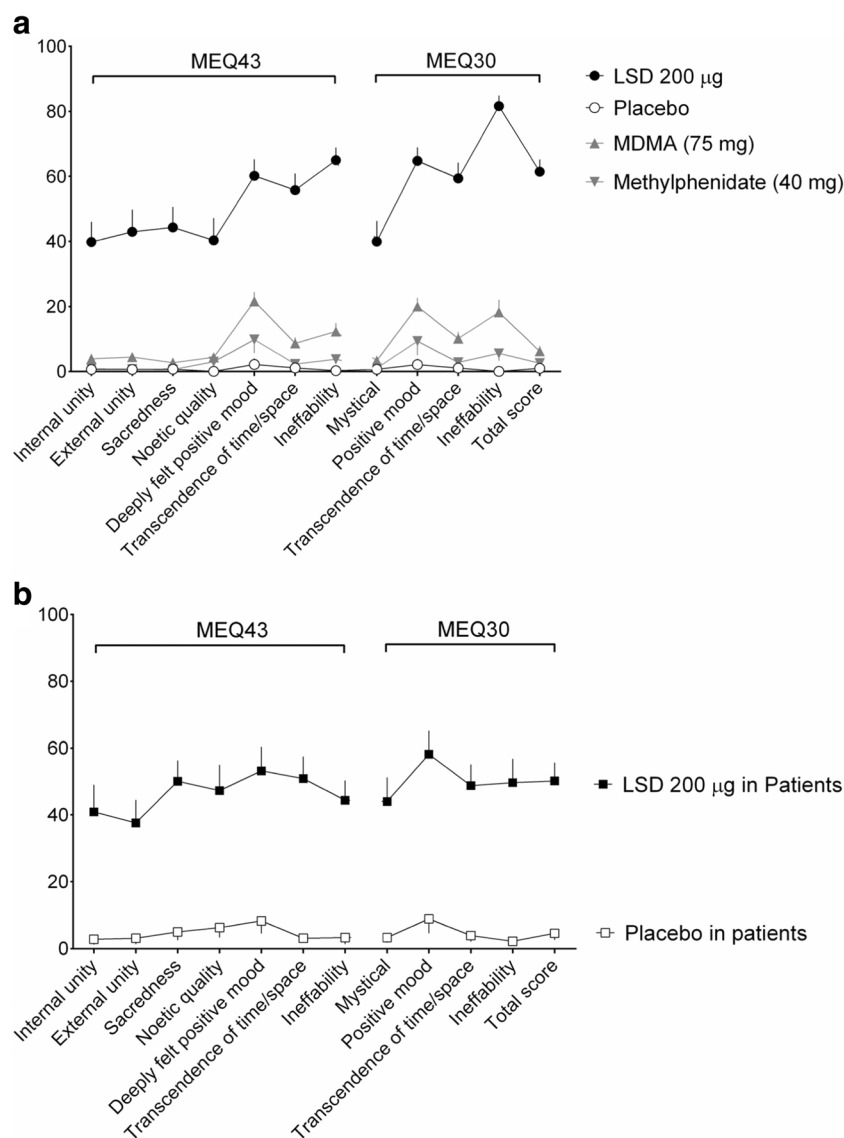 a
100
80
60
40
20
0
MEQ43
MEQ30
LSD 200 μg
Placebo
MDMA (75 mg)
Methylphenidate (40 mg)
Internal unity
External unity
Sacredness
Noetic quality
Deeply felt positive mood
Transcendence of time/space
Ineffability
Mystical
Positive mood
Transcendence of time/space
Ineffability
Total score
b
100
80
60
40
20
0
MEQ43
MEQ30
LSD 200 μg in Patients
Placebo in patients
Internal unity
External unity
Sacredness
Noetic quality
Deeply felt positive mood
Transcendence of time/space
Ineffability
Mystical
Positive mood
Transcendence of time/space
Ineffability
Total score